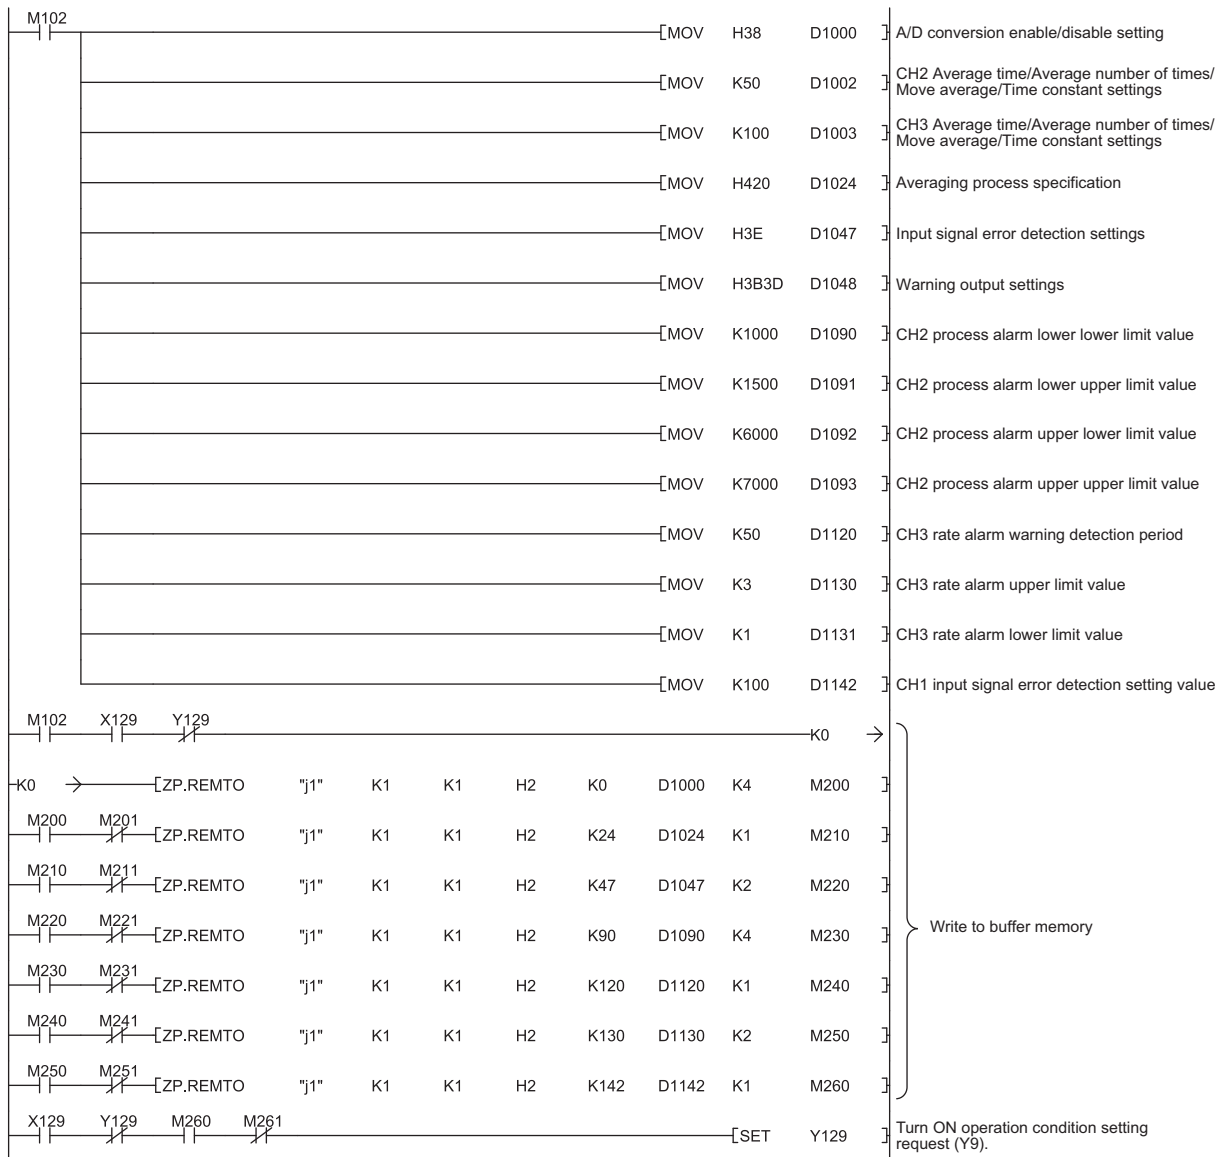 M102
MOV H38 D1000 A/D conversion enable/disable setting
MOV K50 D1002 CH2 Average time/Average number of times/
Move average/Time constant settings
MOV K100 D1003 CH3 Average time/Average number of times/
Move average/Time constant settings
MOV H420 D1024 Averaging process specification
MOV H3E D1047 Input signal error detection settings
MOV H3B3D D1048 Warning output settings
MOV K1000 D1090 CH2 process alarm lower lower limit value
MOV K1500 D1091 CH2 process alarm lower upper limit value
MOV K6000 D1092 CH2 process alarm upper lower limit value
MOV K7000 D1093 CH2 process alarm upper upper limit value
MOV K50 D1120 CH3 rate alarm warning detection period
MOV K3 D1130 CH3 rate alarm upper limit value
MOV K1 D1131 CH3 rate alarm lower limit value
MOV K100 D1142 CH1 input signal error detection setting value
M102 X129 Y129
K0
K0 ZP.REMTO "j1" K1 K1 H2 K0 D1000 K4 M200
M200 M201
ZP.REMTO "j1" K1 K1 H2 K24 D1024 K1 M210
M210 M211
ZP.REMTO "j1" K1 K1 H2 K47 D1047 K2 M220
M220 M221
ZP.REMTO "j1" K1 K1 H2 K90 D1090 K4 M230
Write to buffer memory
M230 M231
ZP.REMTO "j1" K1 K1 H2 K120 D1120 K1 M240
M240 M241
ZP.REMTO "j1" K1 K1 H2 K130 D1130 K2 M250
M250 M251
ZP.REMTO "j1" K1 K1 H2 K142 D1142 K1 M260
X129 Y129 M260 M261
SET Y129 Turn ON operation condition setting
request (Y9).